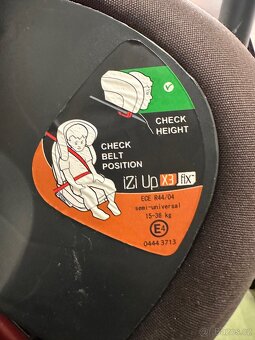 CHECK
HEIGHT
CHECK
BELT
POSITION
iZi Up X3 fix
ECE R44/04
semi-universal
15-36 kg
E4
0444 3713